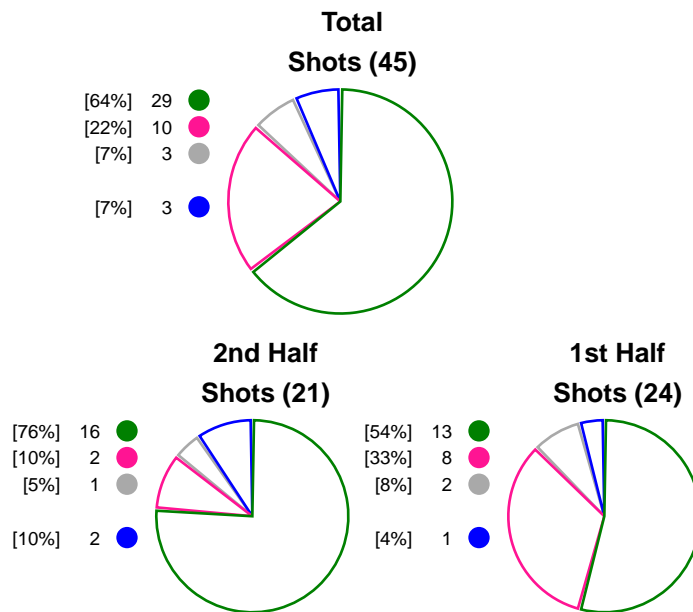 Total
Shots (45)
[64%] 29
[22%] 10
[7%] 3
[7%] 3
2nd Half
Shots (21)
[76%] 16
[10%] 2
[5%] 1
[10%] 2
1st Half
Shots (24)
[54%] 13
[33%] 8
[8%] 2
[4%] 1